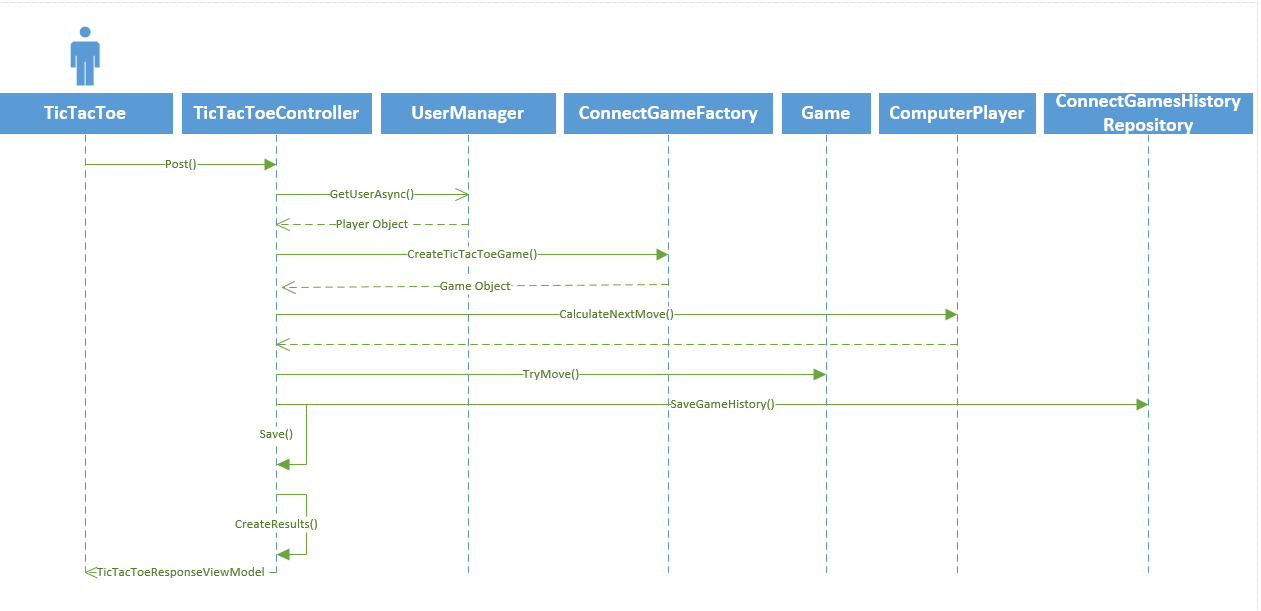 TicTacToe
TicTacToeController
UserManager
ConnectGameFactory
Game
ComputerPlayer
ConnectGamesHistory
Repository
Post()
GetUserAsync()
Player Object
CreateTicTacToeGame()
Game Object
CalculateNextMove()
TryMove()
SaveGameHistory()
Save()
CreateResults()
TicTacToeResponseViewModel